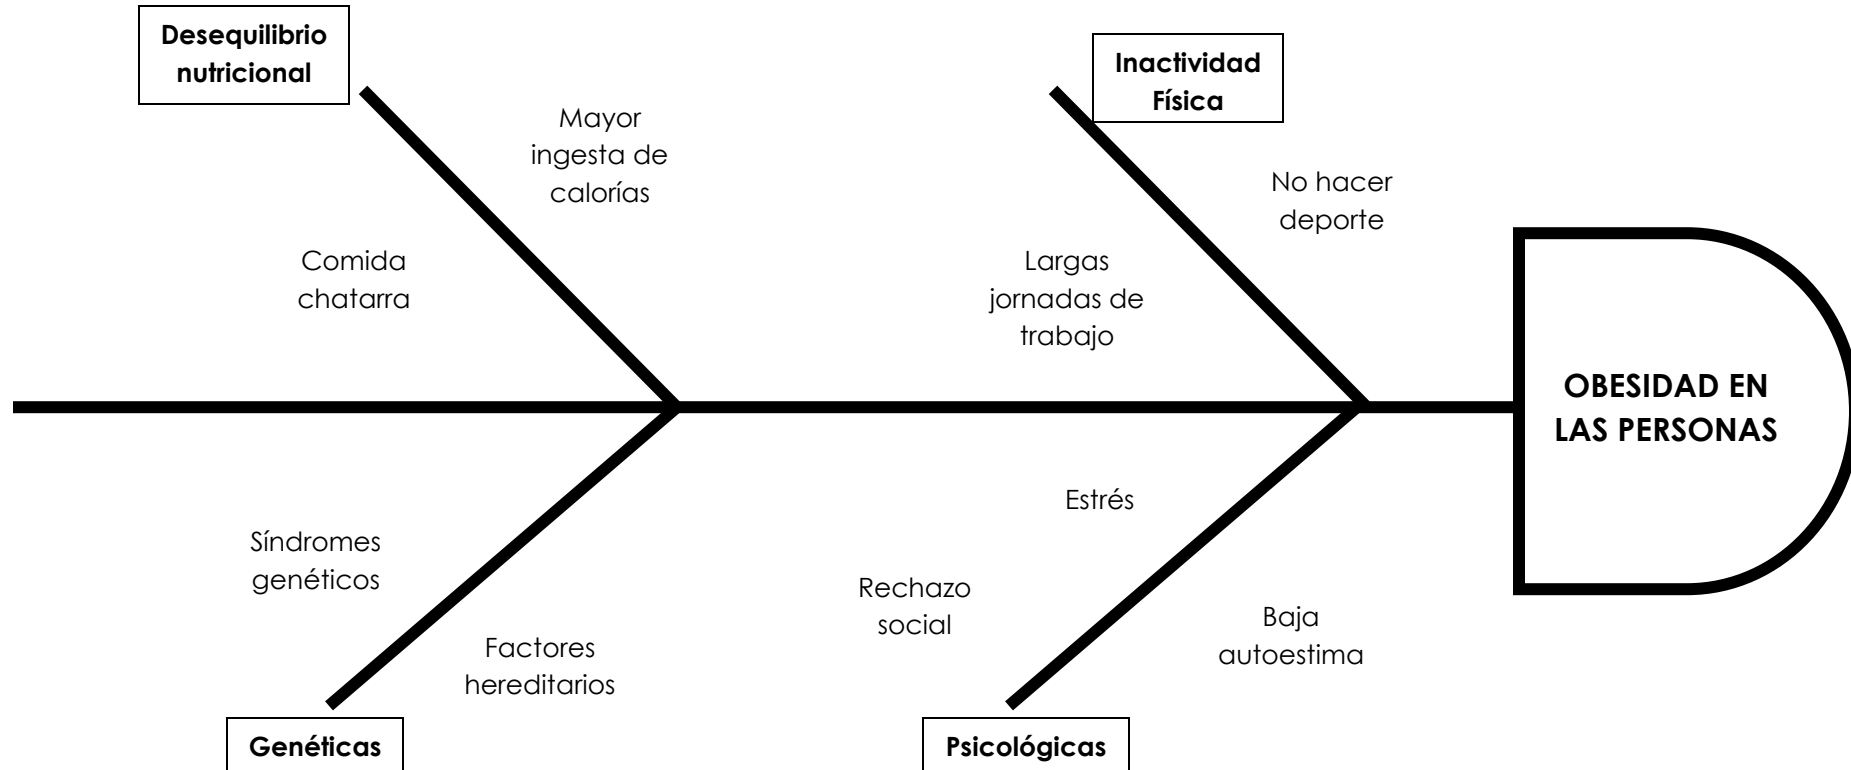 Desequilibrio
nutricional
Inactividad
Física
Mayor
ingesta de
calorías
No hacer
deporte
Comida
chatarra
Largas
jornadas de
trabajo
OBESIDAD EN
LAS PERSONAS
Estrés
Síndromes
genéticos
Rechazo
social
Baja
autoestima
Factores
hereditarios
Genéticas
Psicológicas